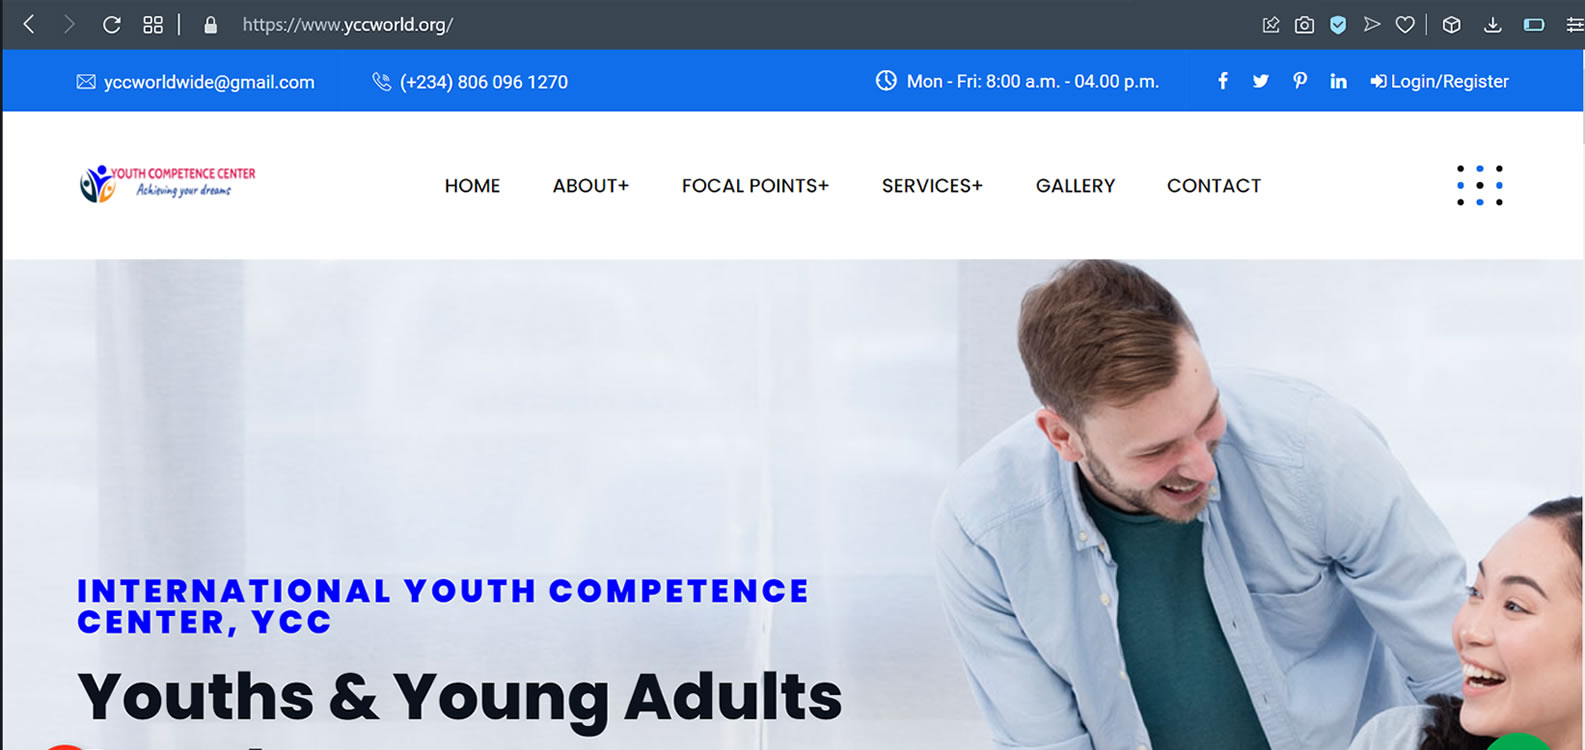 https://www.yccworld.org/
yccworldwide@gmail.com (+234) 806 096 1270 Mon - Fri: 8:00 a.m. - 04.00 p.m. Login/Register
YOUTH COMPETENCE CENTER
Achieving your dreams
HOME ABOUT+ FOCAL POINTS+ SERVICES+ GALLERY CONTACT
INTERNATIONAL YOUTH COMPETENCE
CENTER, YCC
Youths & Young Adults